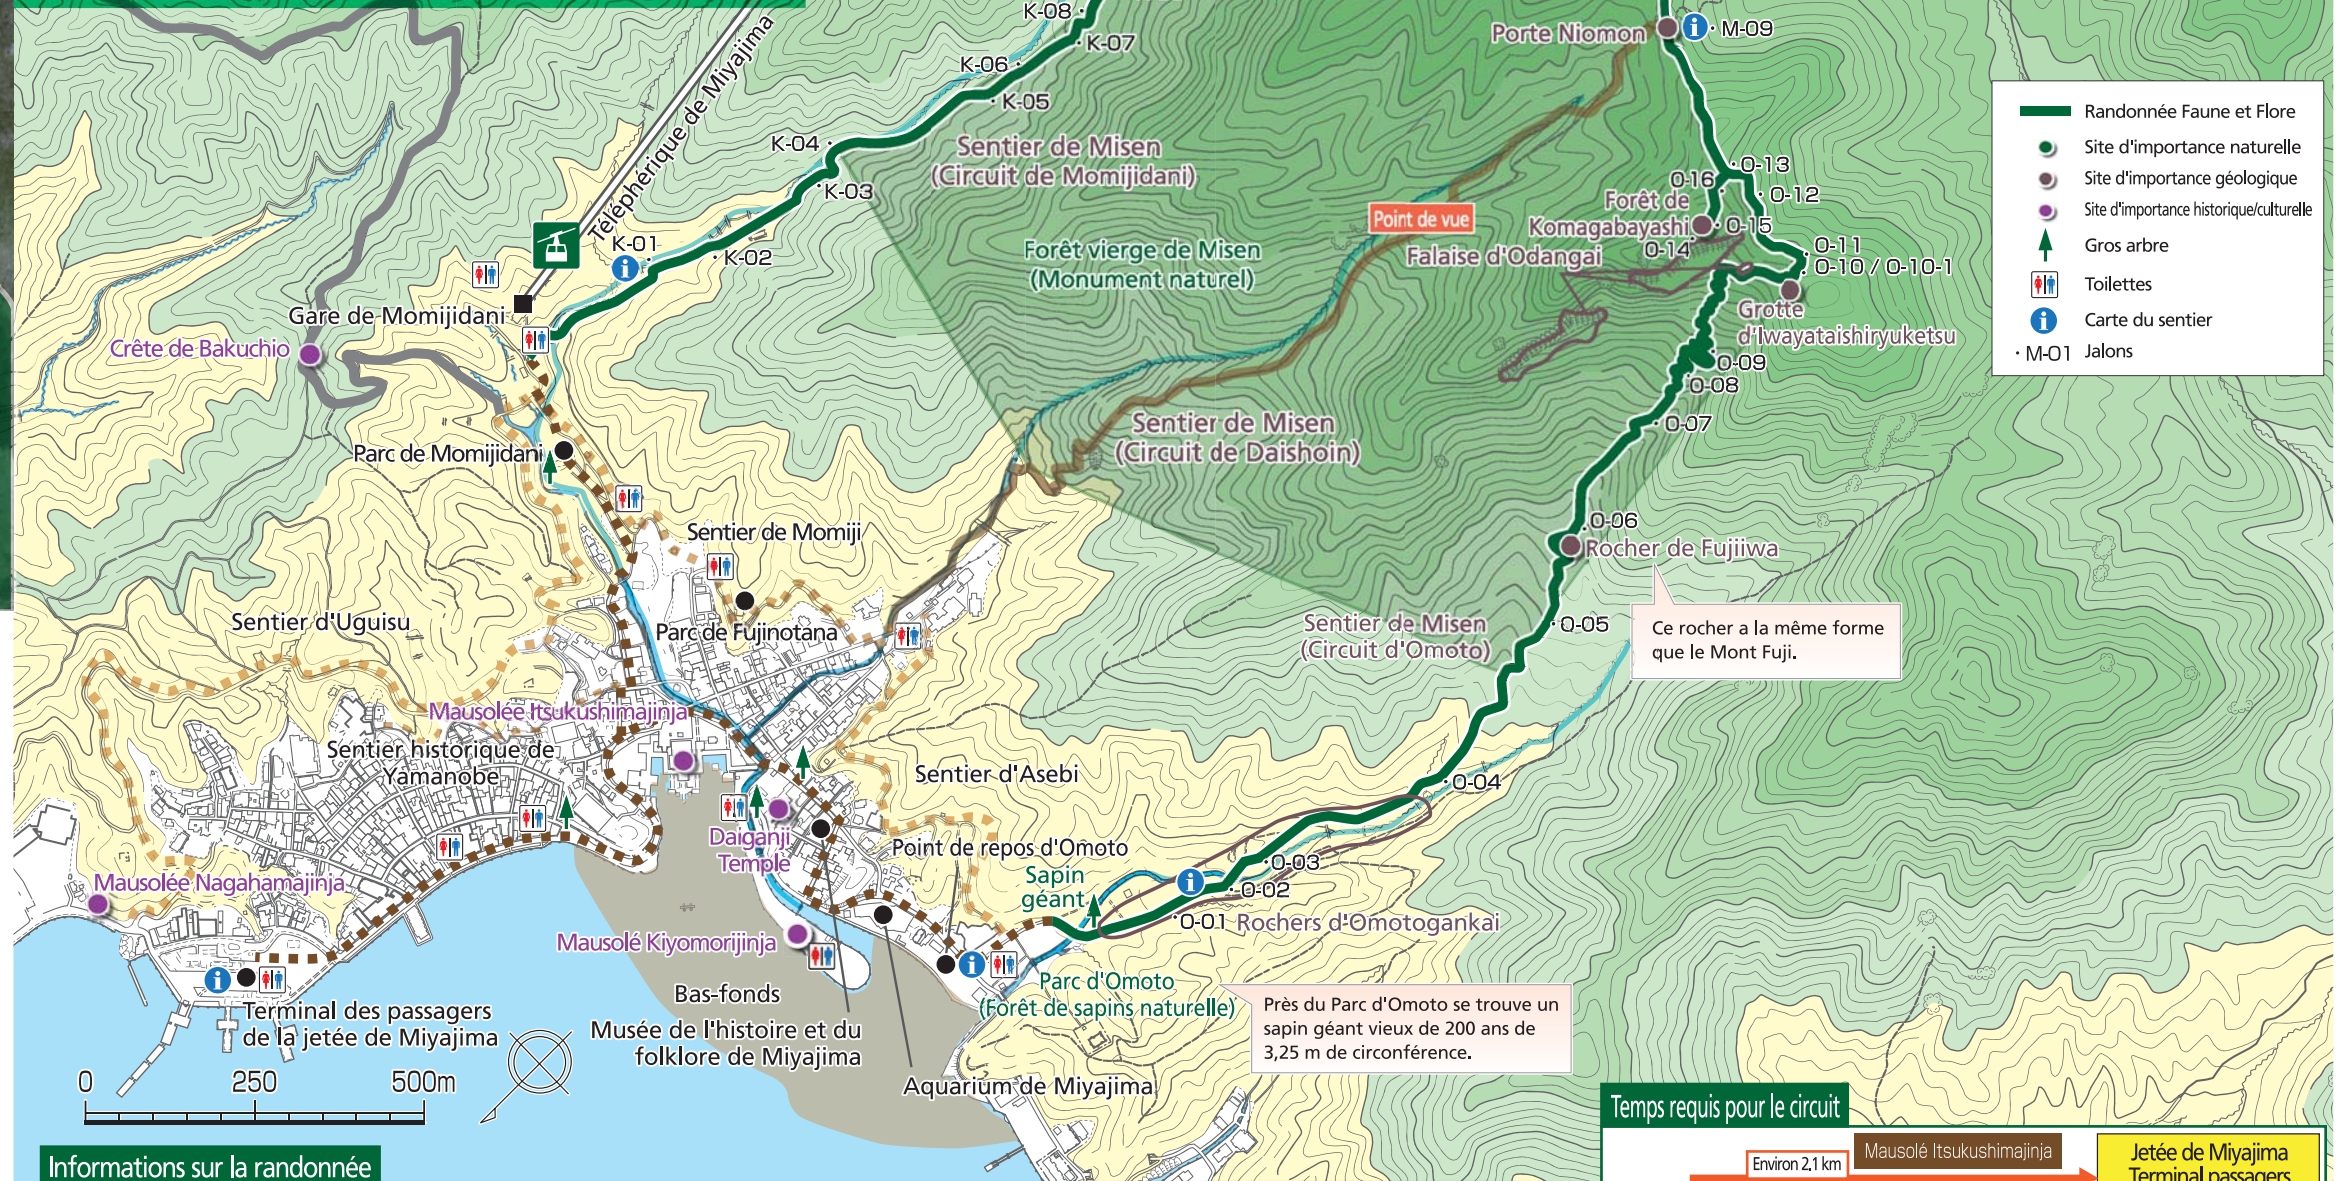 K-08
K-07
K-06
K-05
K-04
K-03
K-02
K-01
Téléphérique de Miyajima
Sentier de Misen
(Circuit de Momijidani)
Porte Niomon
M-09
Randonnée Faune et Flore
Site d'importance naturelle
Site d'importance géologique
Site d'importance historique/culturelle
Gros arbre
Toilettes
Carte du sentier
M-01 Jalons
O-13
O-16
O-12
Forêt de
Komagabayashi
O-15
O-14
O-11
O-10 / O-10-1
Point de vue
Falaise d'Odangai
Forêt vierge de Misen
(Monument naturel)
Grotte
d'Iwayataishiryuketsu
O-09
O-08
O-07
Gare de Momijidani
Crête de Bakuchio
Sentier de Misen
(Circuit de Daishoin)
Parc de Momijidani
Sentier de Momiji
O-06
Rocher de Fujiiwa
Sentier d'Uguisu
Parc de Fujinotana
Sentier de Misen
(Circuit d'Omoto)
O-05
Ce rocher a la même forme
que le Mont Fuji.
Mausolée Itsukushimajinja
Sentier historique de
Yamanobe
Sentier d'Asebi
O-04
Daiganji
Temple
Point de repos d'Omoto
Sapin
géant
O-03
O-02
O-01
Rochers d'Omotogankai
Mausolée Nagahamajinja
Mausolé Kiyomorijinja
Parc d'Omoto
(Forêt de sapins naturelle)
Près du Parc d'Omoto se trouve un
sapin géant vieux de 200 ans de
3,25 m de circonférence.
Bas-fonds
Terminal des passagers
de la jetée de Miyajima
Musée de l'histoire et du
folklore de Miyajima
Aquarium de Miyajima
0 250 500m
Temps requis pour le circuit
Informations sur la randonnée
Environ 2,1 km
Mausolé Itsukushimajinja
Jetée de Miyajima
Terminal passagers